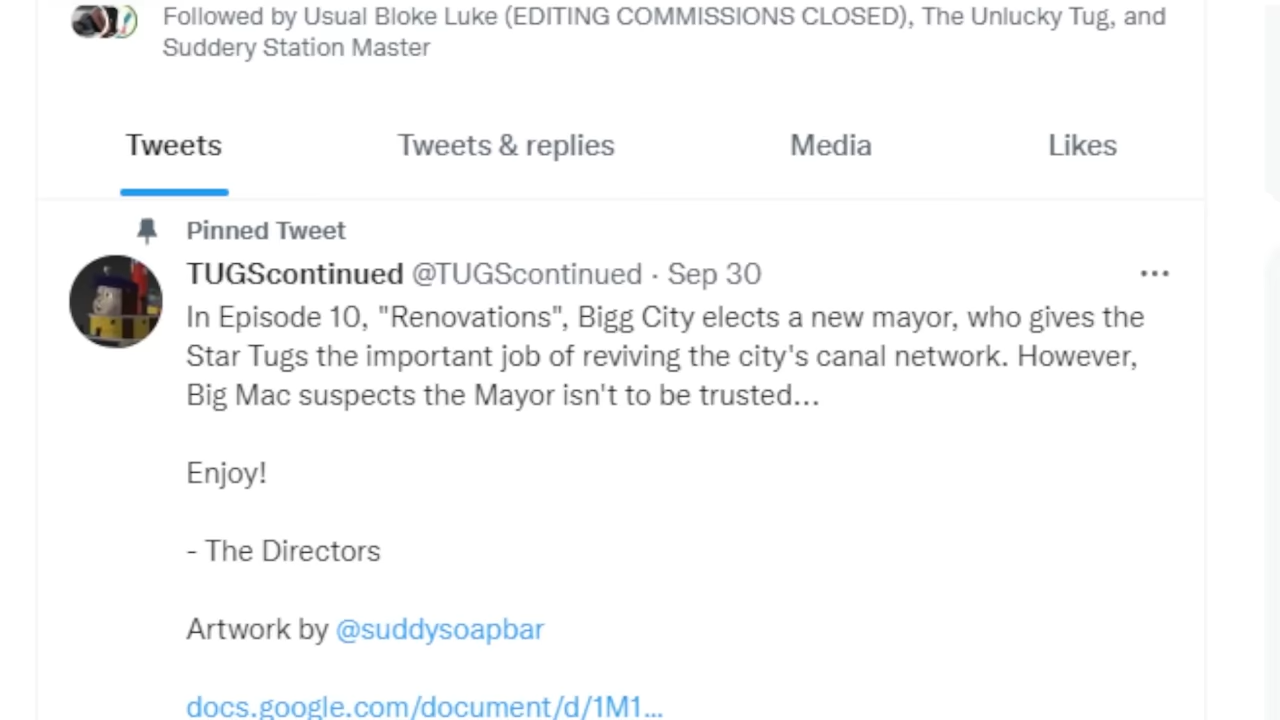 Followed by Usual Bloke Luke (EDITING COMMISSIONS CLOSED), The Unlucky Tug, and
Suddery Station Master
Tweets Tweets & replies Media Likes
Pinned Tweet
TUGScontinued @TUGScontinued · Sep 30
In Episode 10, "Renovations", Bigg City elects a new mayor, who gives the
Star Tugs the important job of reviving the city's canal network. However,
Big Mac suspects the Mayor isn't to be trusted...
Enjoy!
- The Directors
Artwork by @suddysoapbar
docs.google.com/document/d/1M1...